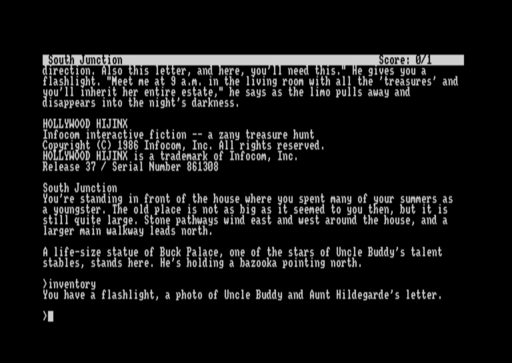 South Junction Score: 0/1
direction. Also this letter, and here, you'll need this." He gives you a
flashlight. "Meet me at 9 a.m. in the living room with all the 'treasures' and
you'll inherit her entire estate," he says as the limo pulls away and
disappears into the night's darkness.
HOLLYWOOD HIJINX
Infocom interactive fiction -- a zany treasure hunt
Copyright (C) 1986 Infocom, Inc. All rights reserved.
HOLLYWOOD HIJINX is a trademark of Infocom, Inc.
Release 37 / Serial Number 861308
South Junction
You're standing in front of the house where you spent many of your summers as
a youngster. The old place is not as big as it seemed to you then, but it is
still quite large. Stone pathways wind east and west around the house, and a
larger main walkway leads north.
A life-size statue of Buck Palace, one of the stars of Uncle Buddy's talent
stables, stands here. He's holding a bazooka pointing north.
>inventory
You have a flashlight, a photo of Uncle Buddy and Aunt Hildegarde's letter.
>